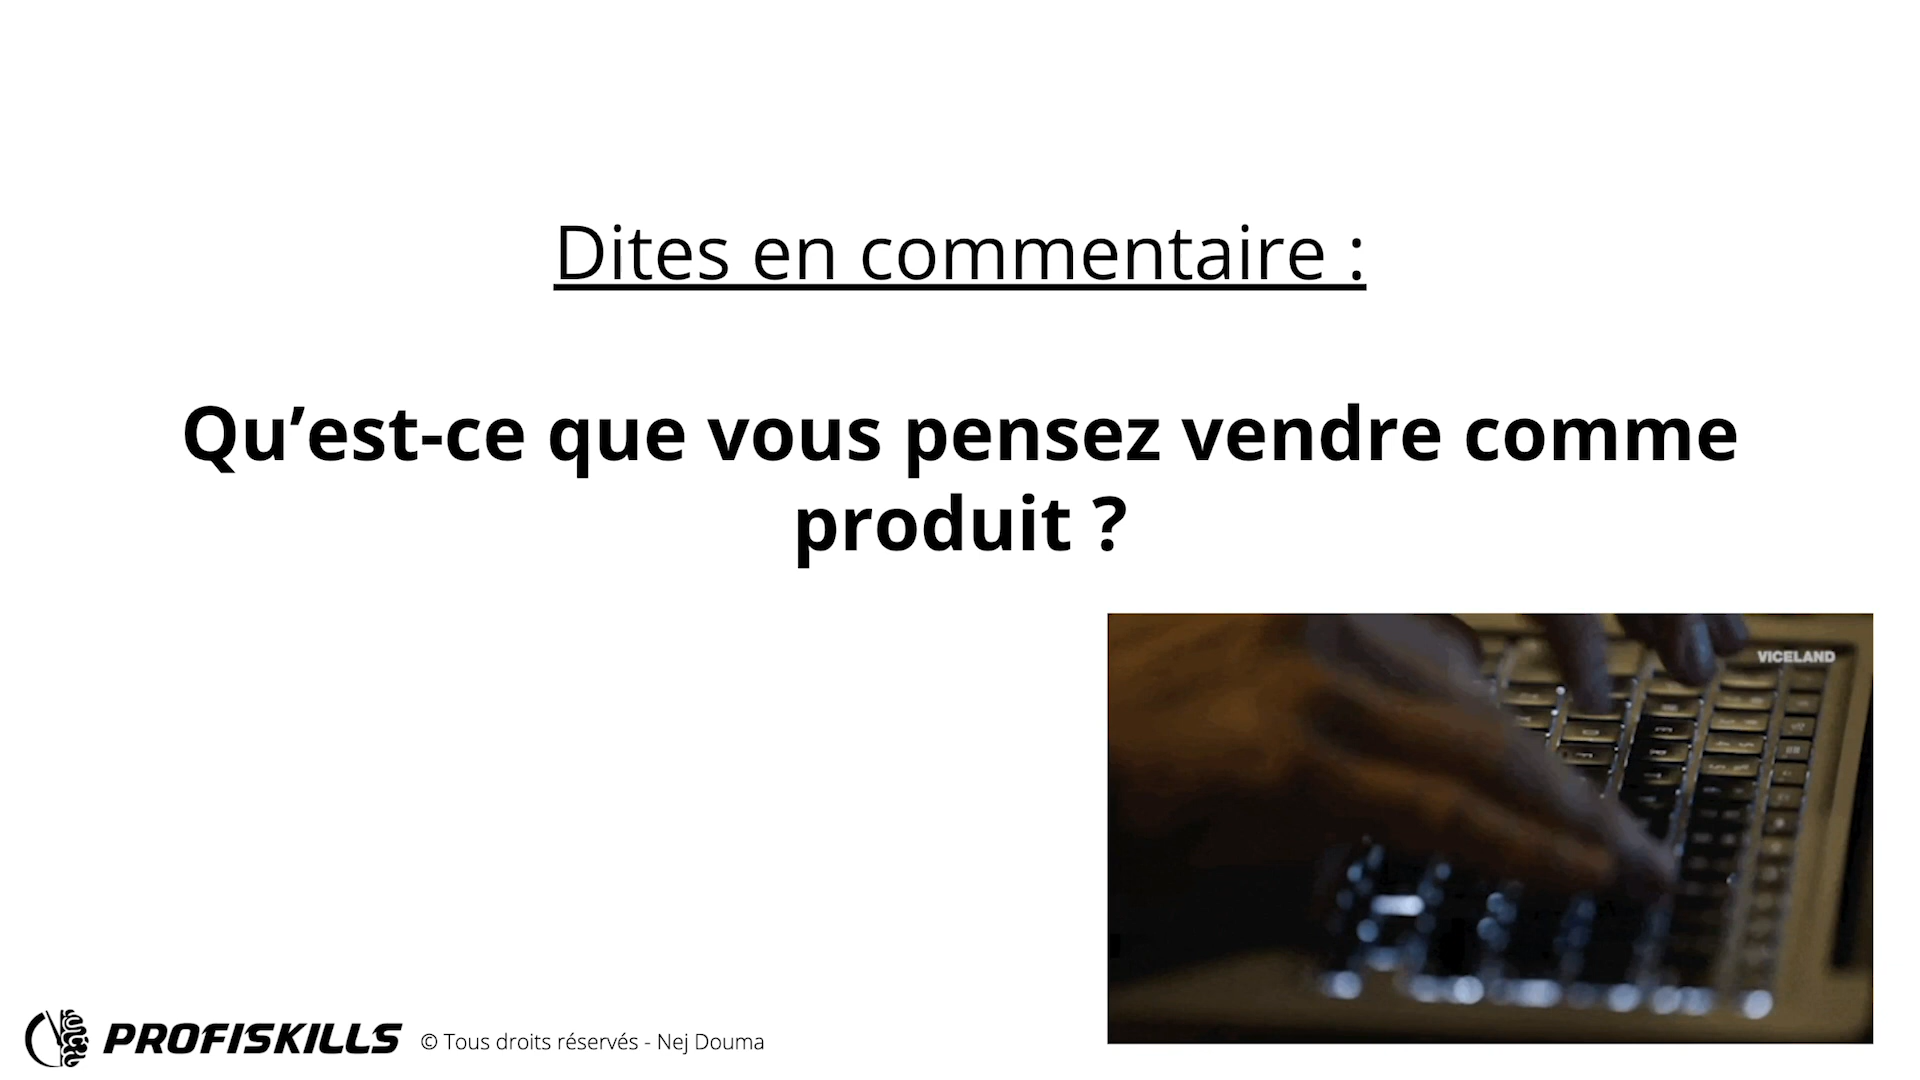 Dites en commentaire :
Qu’est-ce que vous pensez vendre comme
produit ?
VICELAND
PROFISKILLS
© Tous droits réservés - Nej Douma